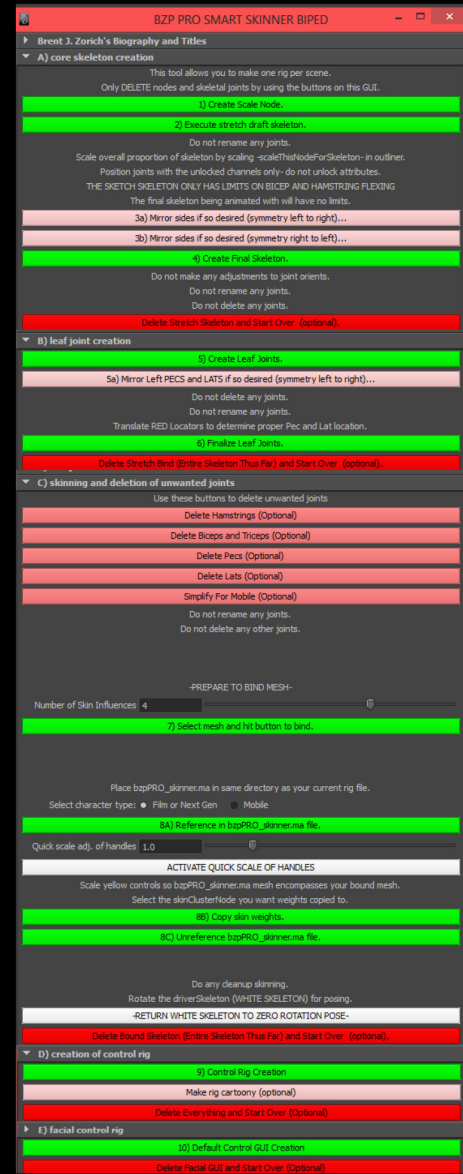 BZP PRO SMART SKINNER BIPED
Brent J. Zorich's Biography and Titles
A) core skeleton creation
This tool allows you to make one rig per scene.
Only DELETE nodes and skeletal joints by using the buttons on this GUI.
1) Create Scale Node.
2) Execute stretch draft skeleton.
Do not rename any joints.
Scale overall proportion of skeleton by scaling -scaleThisNodeForSkeleton- in outliner.
Position joints with the unlocked channels only- do not unlock attributes.
THE SKETCH SKELETON ONLY HAS LIMITS ON BICEP AND HAMSTRING FLEXING
The final skeleton being animated with will have no limits.
3a) Mirror sides if so desired (symmetry left to right)...
3b) Mirror sides if so desired (symmetry right to left)...
4) Create Final Skeleton.
Do not make any adjustments to joint orients.
Do not rename any joints.
Do not delete any joints.
Delete Stretch Skeleton and Start Over (optional).
B) leaf joint creation
5) Create Leaf Joints.
5a) Mirror Left PECS and LATS if so desired (symmetry left to right)...
Do not delete any joints.
Do not rename any joints.
Translate RED Locators to determine proper Pec and Lat location.
6) Finalize Leaf Joints.
Delete Stretch Bind (Entire Skeleton Thus Far) and Start Over (optional).
C) skinning and deletion of unwanted joints
Use these buttons to delete unwanted joints
Delete Hamstrings (Optional)
Delete Biceps and Triceps (Optional)
Delete Pecs (Optional)
Delete Lats (Optional)
Simplify For Mobile (Optional)
Do not rename any joints.
Do not delete any other joints.
-PREPARE TO BIND MESH-
Number of Skin Influences 4
7) Select mesh and hit button to bind.
Place bzpPRO_skinner.ma in same directory as your current rig file.
Select character type: Film or Next Gen Mobile
8A) Reference in bzpPRO_skinner.ma file.
Quick scale adj. of handles 1.0
ACTIVATE QUICK SCALE OF HANDLES
Scale yellow controls so bzpPRO_skinner.ma mesh encompasses your bound mesh.
Select the skinClusterNode you want weights copied to.
8B) Copy skin weights.
8C) Unreference bzpPRO_skinner.ma file.
Do any cleanup skinning.
Rotate the driverSkeleton (WHITE SKELETON) for posing.
-RETURN WHITE SKELETON TO ZERO ROTATION POSE-
Delete Bound Skeleton (Entire Skeleton Thus Far) and Start Over (optional).
D) creation of control rig
9) Control Rig Creation
Make rig cartoony (optional)
Delete Everything and Start Over (Optional)
E) facial control rig
10) Default Control GUI Creation
Delete Facial GUI and Start Over (Optional)